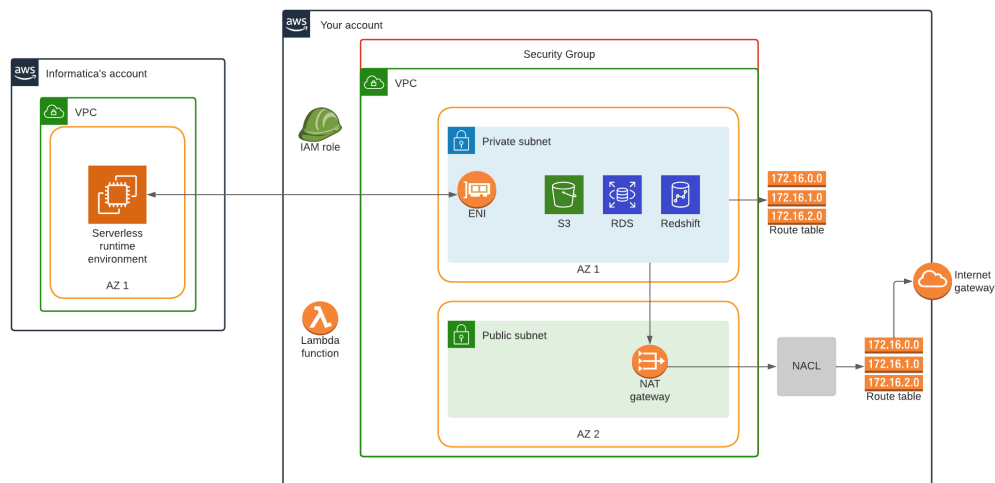 aws
Your account
Security Group
aws
Informatica's account
VPC
VPC
IAM role
Private subnet
ENI
S3
RDS
Redshift
172.16.0.0
172.16.1.0
172.16.2.0
Route table
Serverless
runtime
environment
AZ 1
AZ 1
Internet
gateway
Lambda
function
Public subnet
NAT
gateway
NACL
172.16.0.0
172.16.1.0
172.16.2.0
Route table
AZ 2